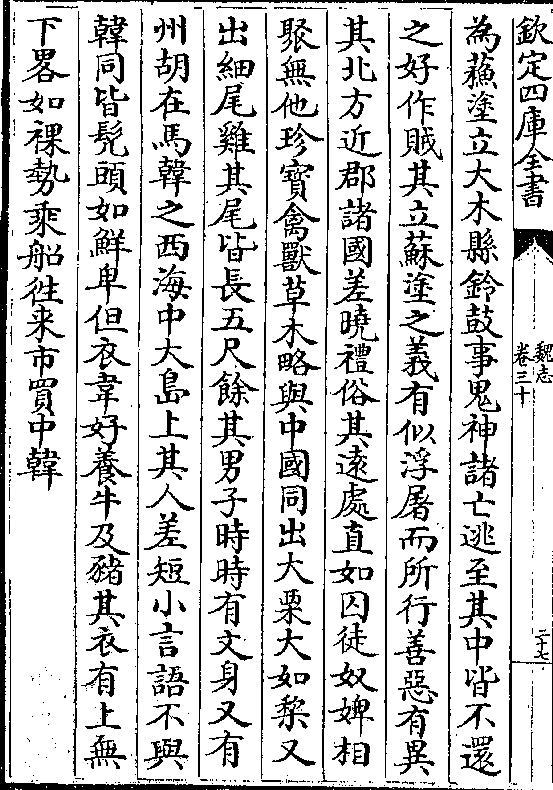 欽定四庫全書
魏志
卷三十
二十七
為蘓塗立大木縣鈴鼓事鬼神諸亡逃至其中皆不還
之好作賊其立蘇塗之義有似浮屠而所行善惡有異
其北方近郡諸國差曉禮俗其遠處直如囚徒奴婢相
聚無他珍寶禽獸草木略與中國同出大栗大如棃又
出細尾雞其尾皆長五尺餘其男子時時有文身又有
州胡在馬韓之西海中大島上其人差短小言語不與
韓同皆髠頭如鮮卑但衣韋好養牛及豬其衣有上無
下畧如裸勢乘船徃来市買中韓